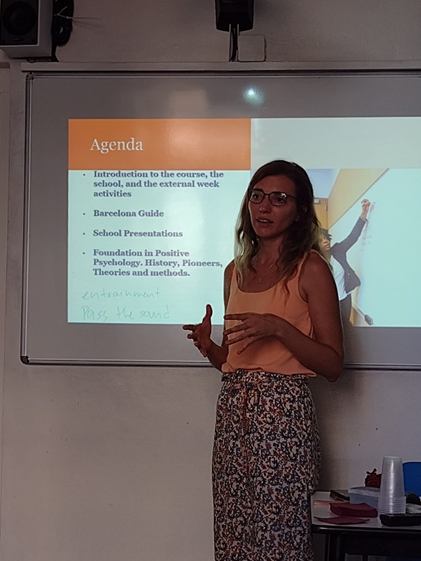 Agenda
• Introduction to the course, the
school, and the external week
activities
• Barcelona Guide
• School Presentations
• Foundation in Positive
Psychology. History, Pioneers,
Theories and methods.
entrainment
Pass the sound